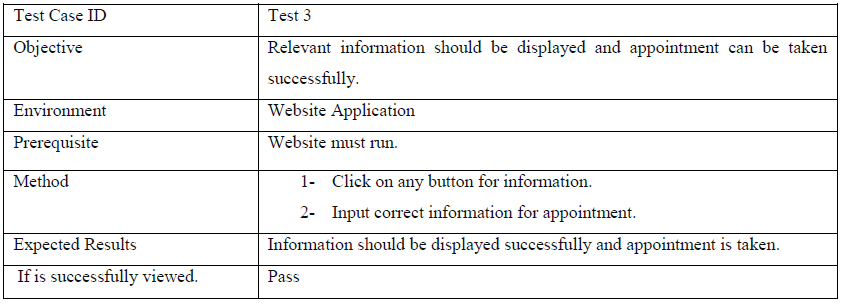 Test Case ID Test 3
Objective Relevant information should be displayed and appointment can be taken
successfully.
Environment Website Application
Prerequisite Website must run.
Method 1- Click on any button for information.
2- Input correct information for appointment.
Expected Results Information should be displayed successfully and appointment is taken.
If is successfully viewed. Pass